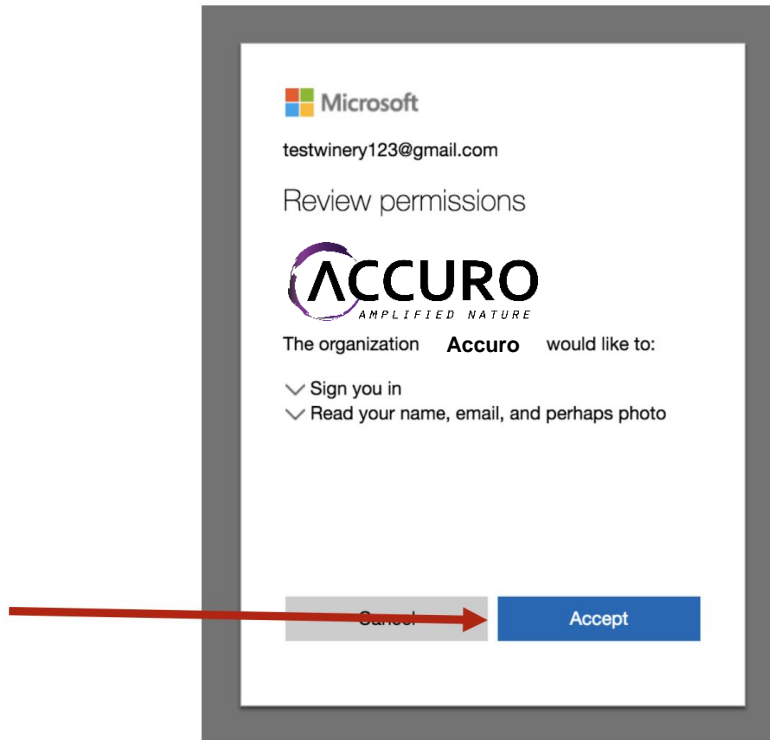 Microsoft
testwinery123@gmail.com
Review permissions
ACCURO
AMPLIFIED NATURE
The organization Accuro would like to:
Sign you in
Read your name, email, and perhaps photo
Cancel Accept